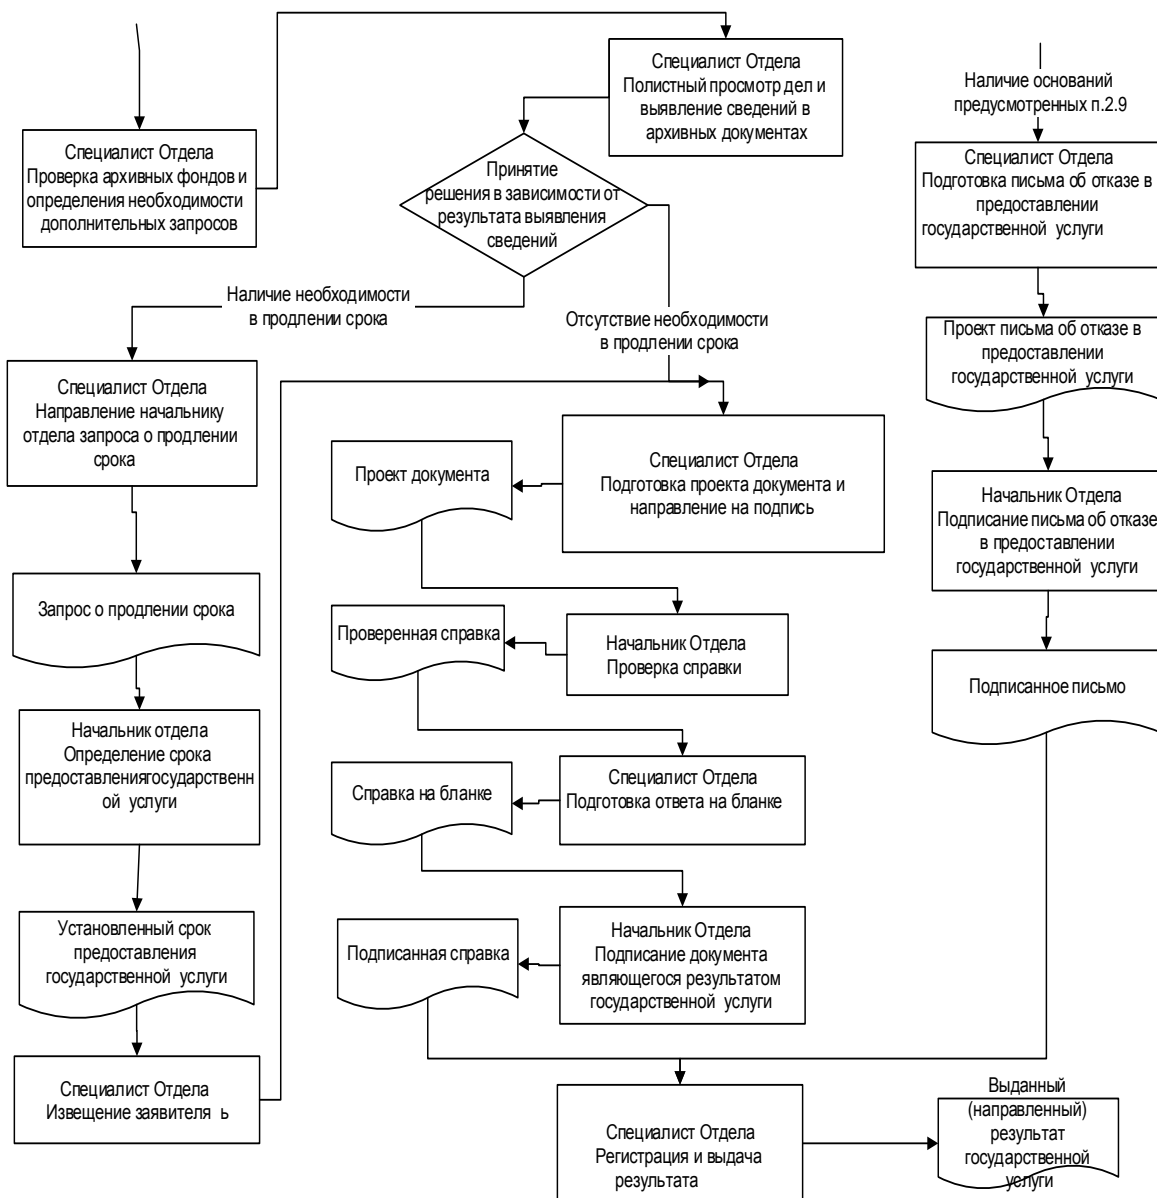 Специалист Отдела
Полистный просмотр дел и
выявление сведений в
архивных документах
Наличие оснований
предусмотренных п.2.9
Специалист Отдела
Проверка архивных фондов и
определения необходимости
дополнительных запросов
Принятие
решения в зависимости от
результата выявления
сведений
Специалист Отдела
Подготовка письма об отказе в
предоставлении
государственной услуги
Наличие необходимости
в продлении срока
Отсутствие необходимости
в продлении срока
Проект письма об отказе в
предоставлении
государственной услуги
Специалист Отдела
Направление начальнику
отдела запроса о продлении
срока
Проект документа
Специалист Отдела
Подготовка проекта документа и
направление на подпись
Начальник Отдела
Подписание письма об отказе
в предоставлении
государственной услуги
Запрос о продлении срока
Проверенная справка
Начальник Отдела
Проверка справки
Подписанное письмо
Начальник отдела
Определение срока
предоставлениягосударственн
ой услуги
Справка на бланке
Специалист Отдела
Подготовка ответа на бланке
Установленный срок
предоставления
государственной услуги
Подписанная справка
Начальник Отдела
Подписание документа
являющегося результатом
государственной услуги
Специалист Отдела
Извещение заявителя ь
Специалист Отдела
Регистрация и выдача
результата
Выданный
(направленный)
результат
государственной
услуги